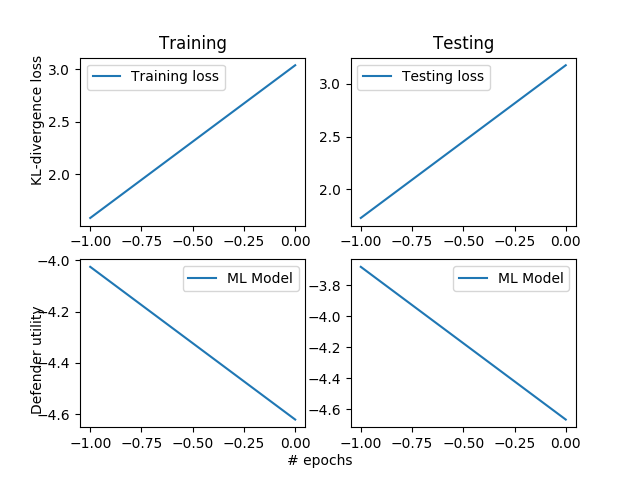 Training
Testing
KL-divergence loss
3.0
2.5
2.0
Training loss
−1.00 −0.75 −0.50 −0.25 0.00
3.0
2.5
2.0
Testing loss
−1.00 −0.75 −0.50 −0.25 0.00
Defender utility
−4.0
−4.2
−4.4
−4.6
ML Model
−1.00 −0.75 −0.50 −0.25 0.00
−3.8
−4.0
−4.2
−4.4
−4.6
ML Model
−1.00 −0.75 −0.50 −0.25 0.00
# epochs